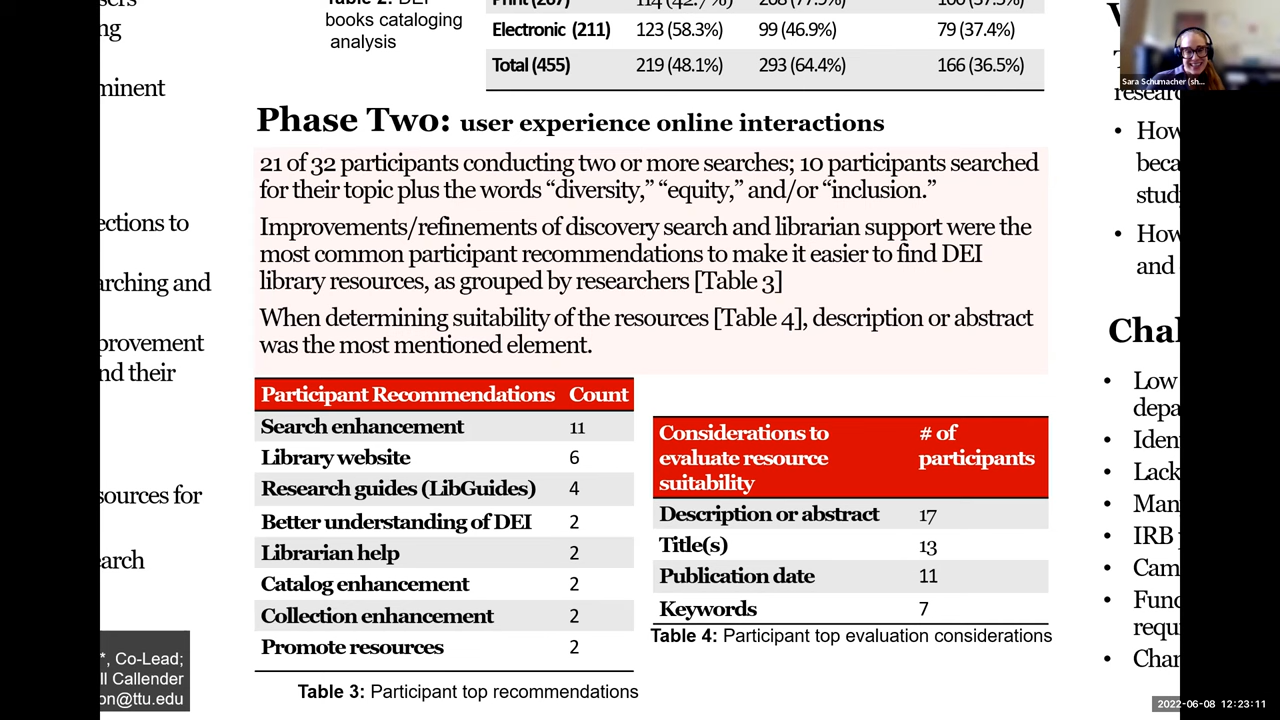 ng
minent
ections to
arching and
provement
nd their
sources for
earch
*, Co-Lead;
ll Callender
on@ttu.edu
books cataloging
analysis
Electronic (211) 123 (58.3%) 99 (46.9%) 79 (37.4%)
Total (455) 219 (48.1%) 293 (64.4%) 166 (36.5%)
Phase Two: user experience online interactions
21 of 32 participants conducting two or more searches; 10 participants searched
for their topic plus the words “diversity,” “equity,” and/or “inclusion.”
Improvements/refinements of discovery search and librarian support were the
most common participant recommendations to make it easier to find DEI
library resources, as grouped by researchers [Table 3]
When determining suitability of the resources [Table 4], description or abstract
was the most mentioned element.
Participant Recommendations Count
Search enhancement 11
Library website 6
Research guides (LibGuides) 4
Better understanding of DEI 2
Librarian help 2
Catalog enhancement 2
Collection enhancement 2
Promote resources 2
Table 3: Participant top recommendations
Considerations to # of
evaluate resource participants
suitability
Description or abstract 17
Title(s) 13
Publication date 11
Keywords 7
Table 4: Participant top evaluation considerations
Sara Schumacher (sh...
• How
beca
stud
• How
and
Chal
• Low
depa
• Iden
• Lack
• Man
• IRB
• Cam
• Fund
requ
• Char
2022-06-08 12:23:11